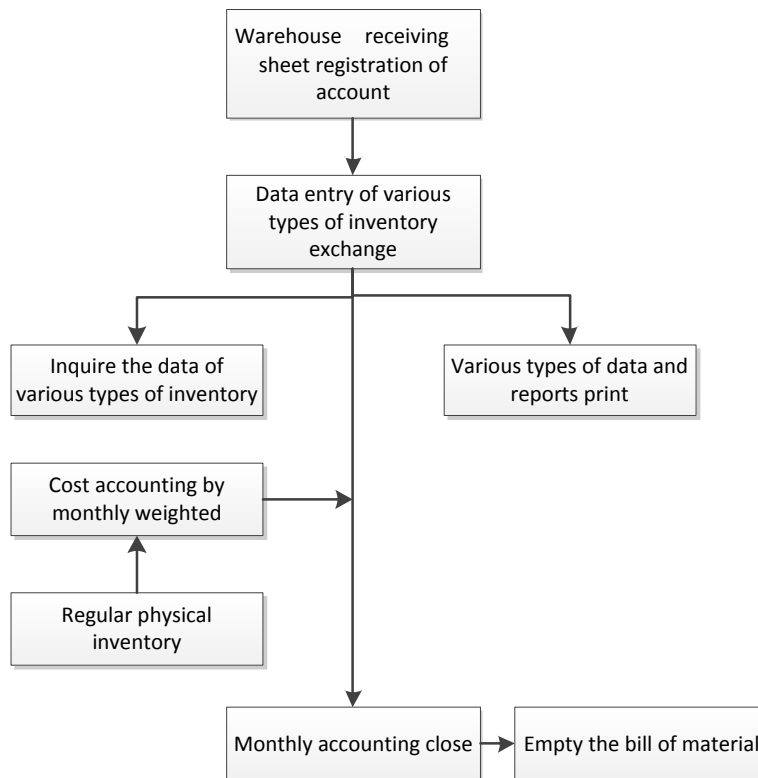 Warehouse receiving
sheet registration of
account
Data entry of various
types of inventory
exchange
Inquire the data of
various types of inventory
Various types of data and
reports print
Cost accounting by
monthly weighted
Regular physical
inventory
Monthly accounting close
Empty the bill of material